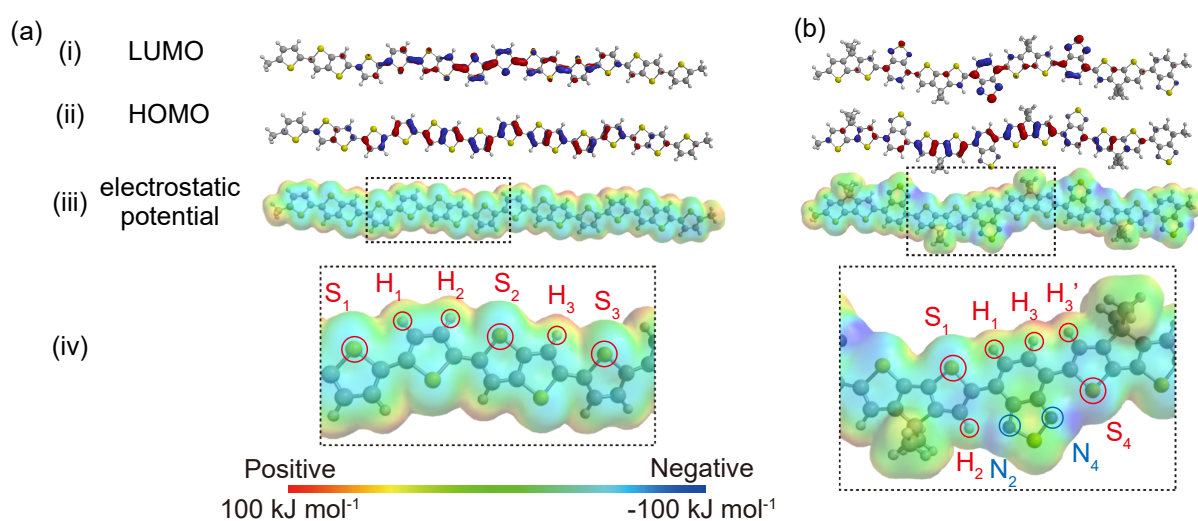 (a)
(i) LUMO
(ii) HOMO
(iii) electrostatic
potential
(iv)
S₁ H₁ H₂ S₂ H₃ S₃
Positive Negative
100 kJ mol⁻¹ -100 kJ mol⁻¹
(b)
S₁ H₁ H₃ H₃’
H₂ N₂ N₄ S₄